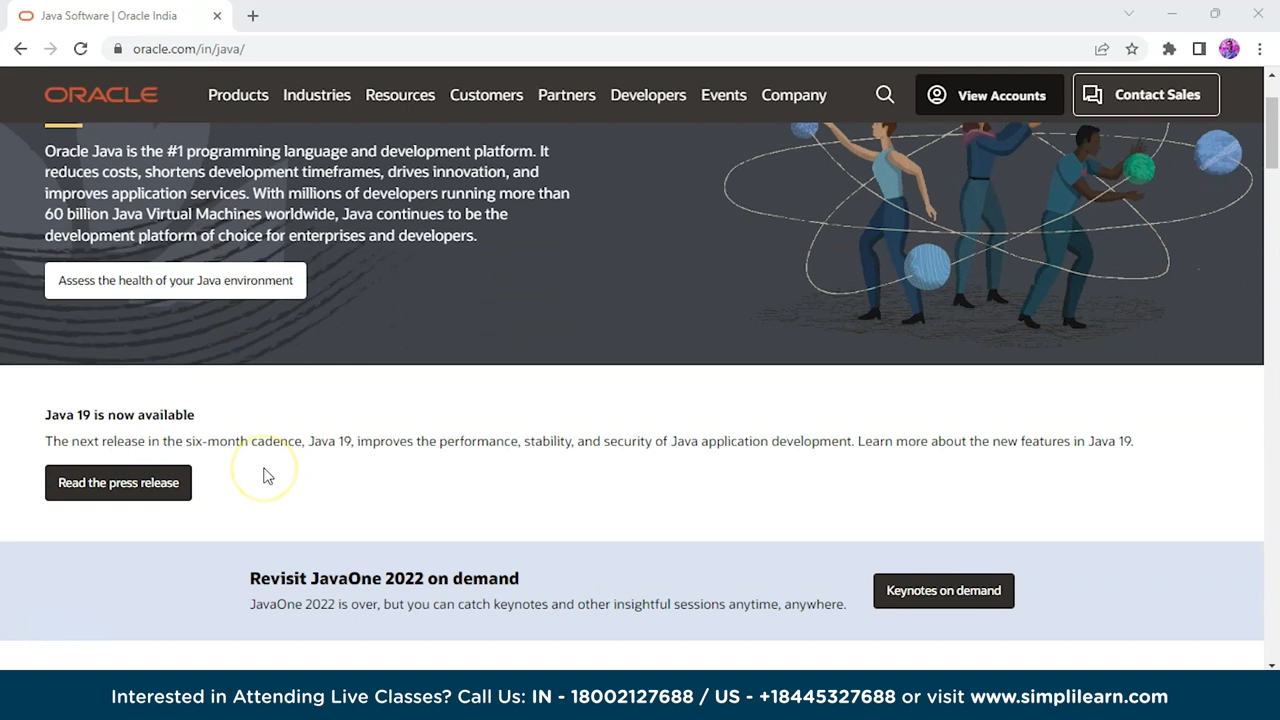 Java Software | Oracle India
oracle.com/in/java/
ORACLE Products Industries Resources Customers Partners Developers Events Company View Accounts Contact Sales
Oracle Java is the #1 programming language and development platform. It
reduces costs, shortens development timeframes, drives innovation, and
improves application services. With millions of developers running more than
60 billion Java Virtual Machines worldwide, Java continues to be the
development platform of choice for enterprises and developers.
Assess the health of your Java environment
Java 19 is now available
The next release in the six-month cadence, Java 19, improves the performance, stability, and security of Java application development. Learn more about the new features in Java 19.
Read the press release
Revisit JavaOne 2022 on demand
JavaOne 2022 is over, but you can catch keynotes and other insightful sessions anytime, anywhere.
Keynotes on demand
Interested in Attending Live Classes? Call Us: IN - 18002127688 / US - +18445327688 or visit www.simplilearn.com